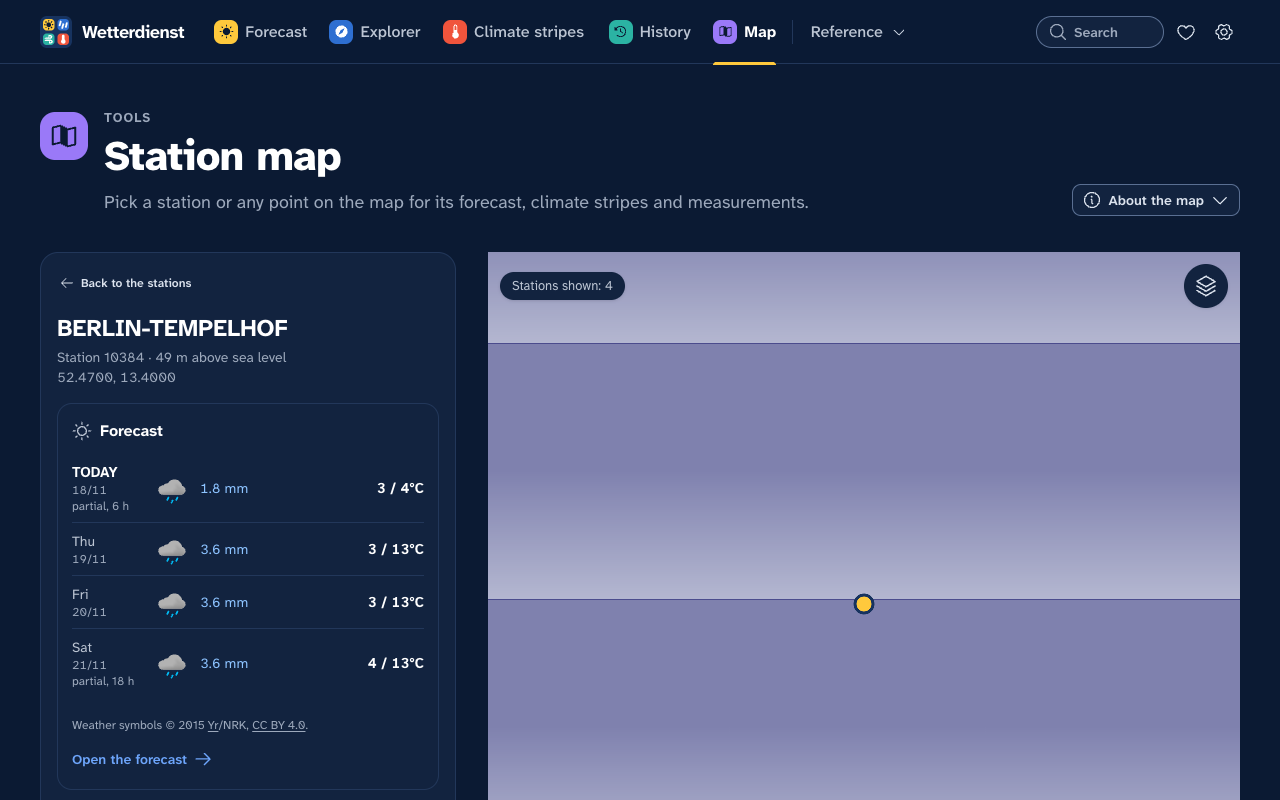 Wetterdienst
Forecast
Explorer
Climate stripes
History
Map
Reference
Search
TOOLS
Station map
Pick a station or any point on the map for its forecast, climate stripes and measurements.
About the map
Back to the stations
BERLIN-TEMPELHOF
Station 10384 · 49 m above sea level
52.4700, 13.4000
Forecast
TODAY
18/11
partial, 6 h
1.8 mm
3 / 4°C
Thu
19/11
3.6 mm
3 / 13°C
Fri
20/11
3.6 mm
3 / 13°C
Sat
21/11
partial, 18 h
3.6 mm
4 / 13°C
Weather symbols © 2015 Yr/NRK, CC BY 4.0.
Open the forecast
Stations shown: 4